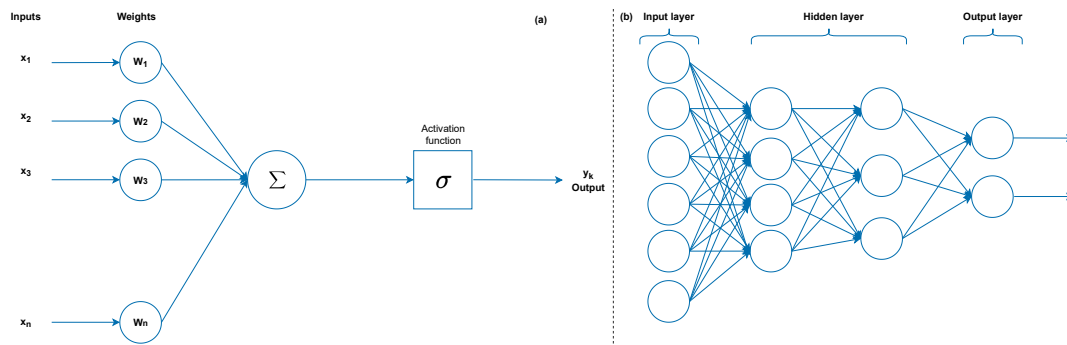 Inputs
Weights
(a)
x1
W1
x2
W2
x3
W3
Σ
Activation
function
σ
yk
Output
xn
Wn
(b)
Input layer
Hidden layer
Output layer